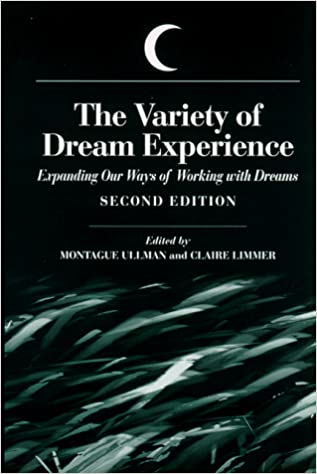 The Variety of
Dream Experience
Expanding Our Ways of Working with Dreams
SECOND EDITION
Edited by
MONTAGUE ULLMAN and CLAIRE LIMMER